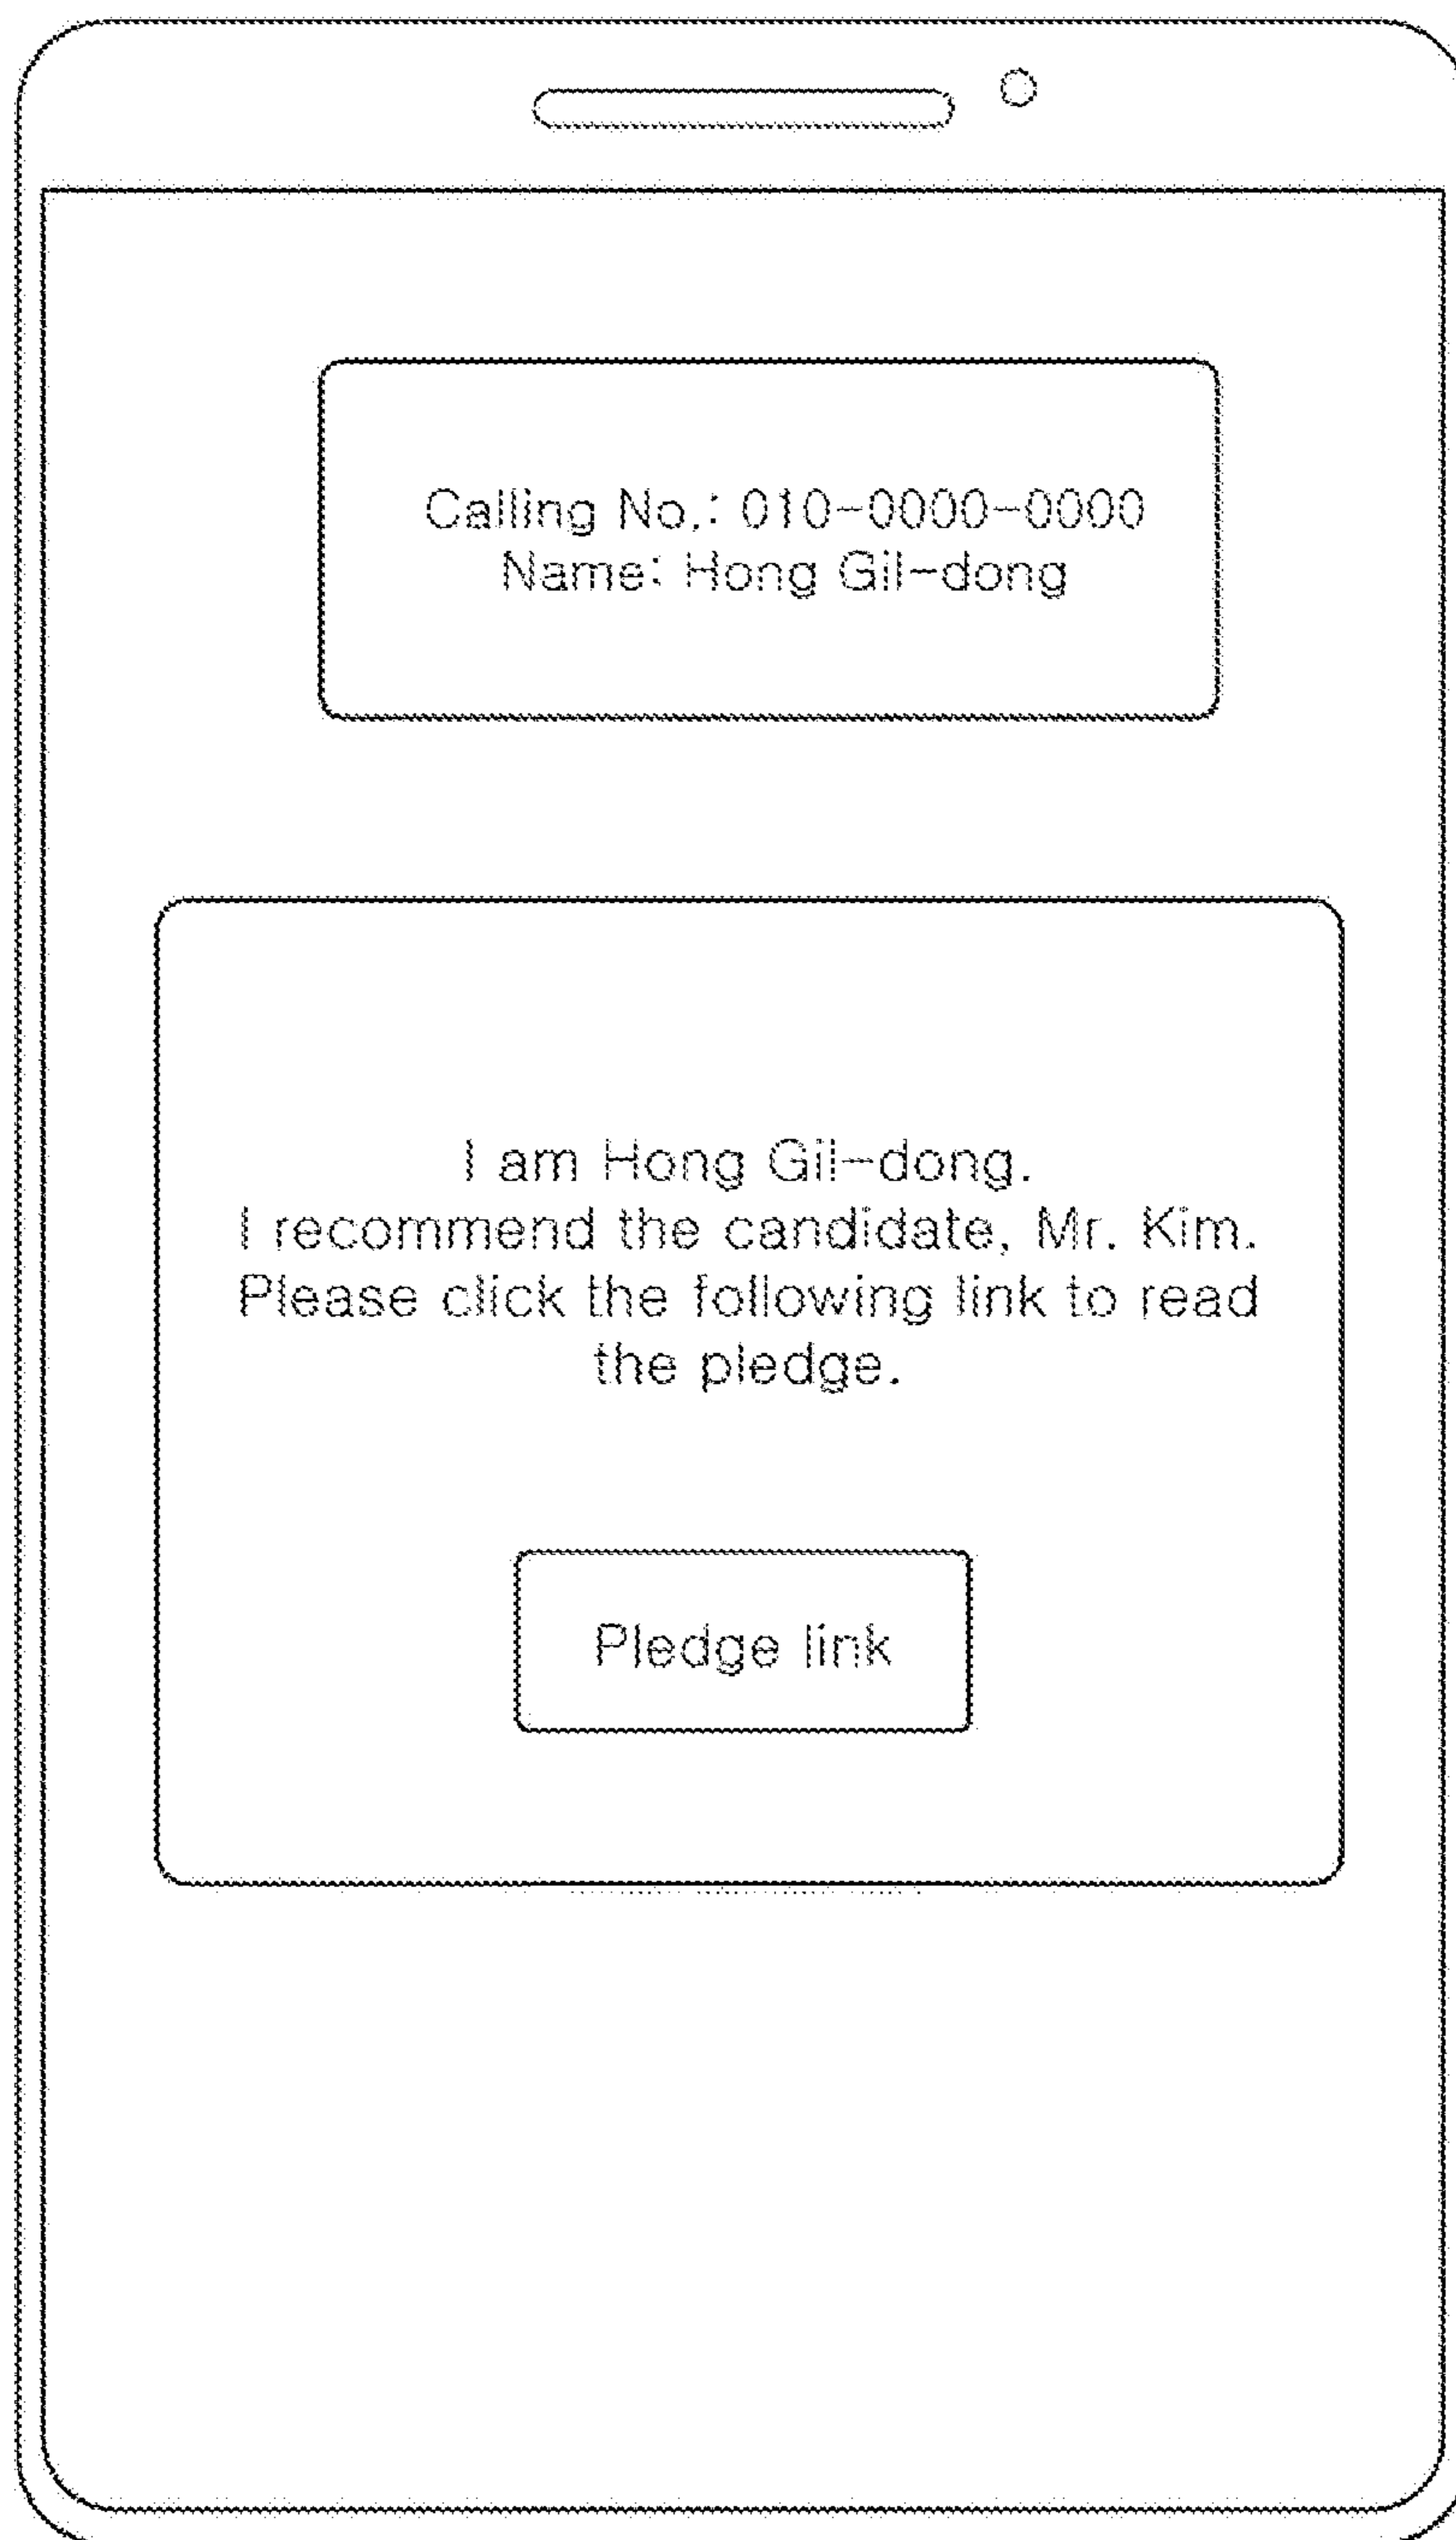 Calling No.: 010-0000-0000
Name: Hong Gil-dong
I am Hong Gil-dong.
I recommend the candidate, Mr. Kim.
Please click the following link to read
the pledge.
Pledge link